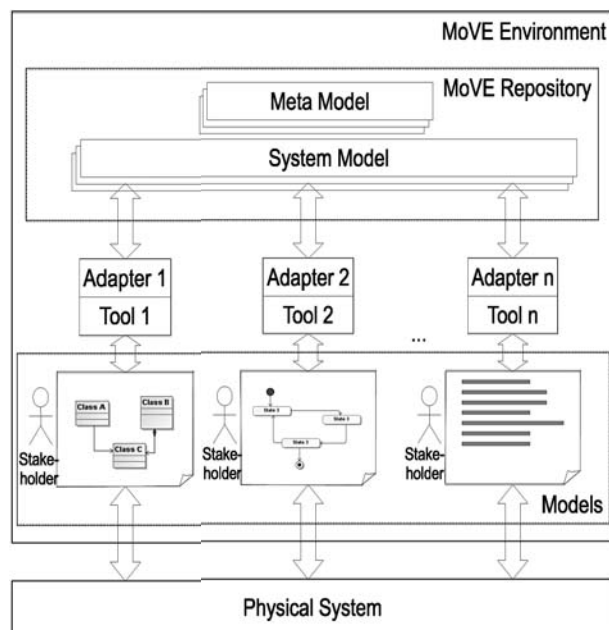 MoVE Environment
MoVE Repository
Meta Model
System Model
Adapter 1
Adapter 2
Adapter n
Tool 1
Tool 2
Tool n
...
Class A
Class B
Class C
Stake-
holder
Stake-
holder
Stake-
holder
Models
Physical System